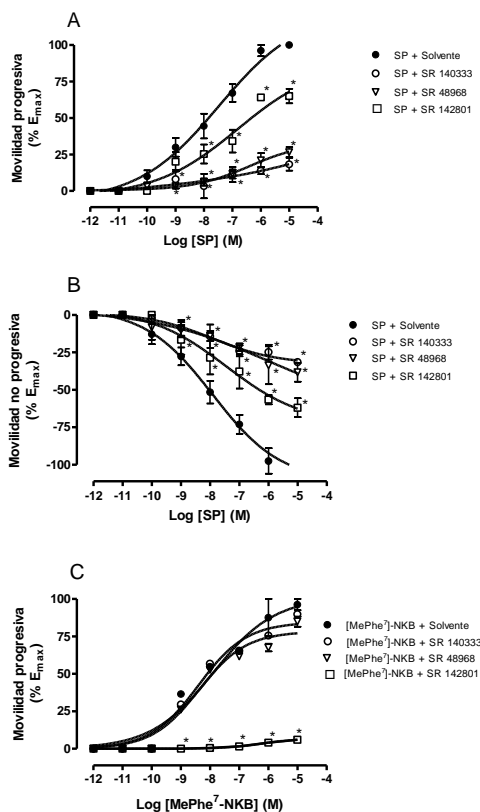 A
Movilidad progresiva
(% Emax)
100
75
50
25
0
-12 -11 -10 -9 -8 -7 -6 -5 -4
Log [SP] (M)
SP + Solvente
SP + SR 140333
SP + SR 48968
SP + SR 142801
* * * * * * * * * * * *
B
Movilidad no progresiva
(% Emax)
0
-25
-50
-75
-100
-12 -11 -10 -9 -8 -7 -6 -5 -4
Log [SP] (M)
SP + Solvente
SP + SR 140333
SP + SR 48968
SP + SR 142801
* * * * * * * * * *
C
Movilidad progresiva
(% Emax)
100
75
50
25
0
-12 -11 -10 -9 -8 -7 -6 -5 -4
Log [MePhe7-NKB] (M)
[MePhe7]-NKB + Solvente
[MePhe7]-NKB + SR 140333
[MePhe7]-NKB + SR 48968
[MePhe7]-NKB + SR 142801
* * * * *